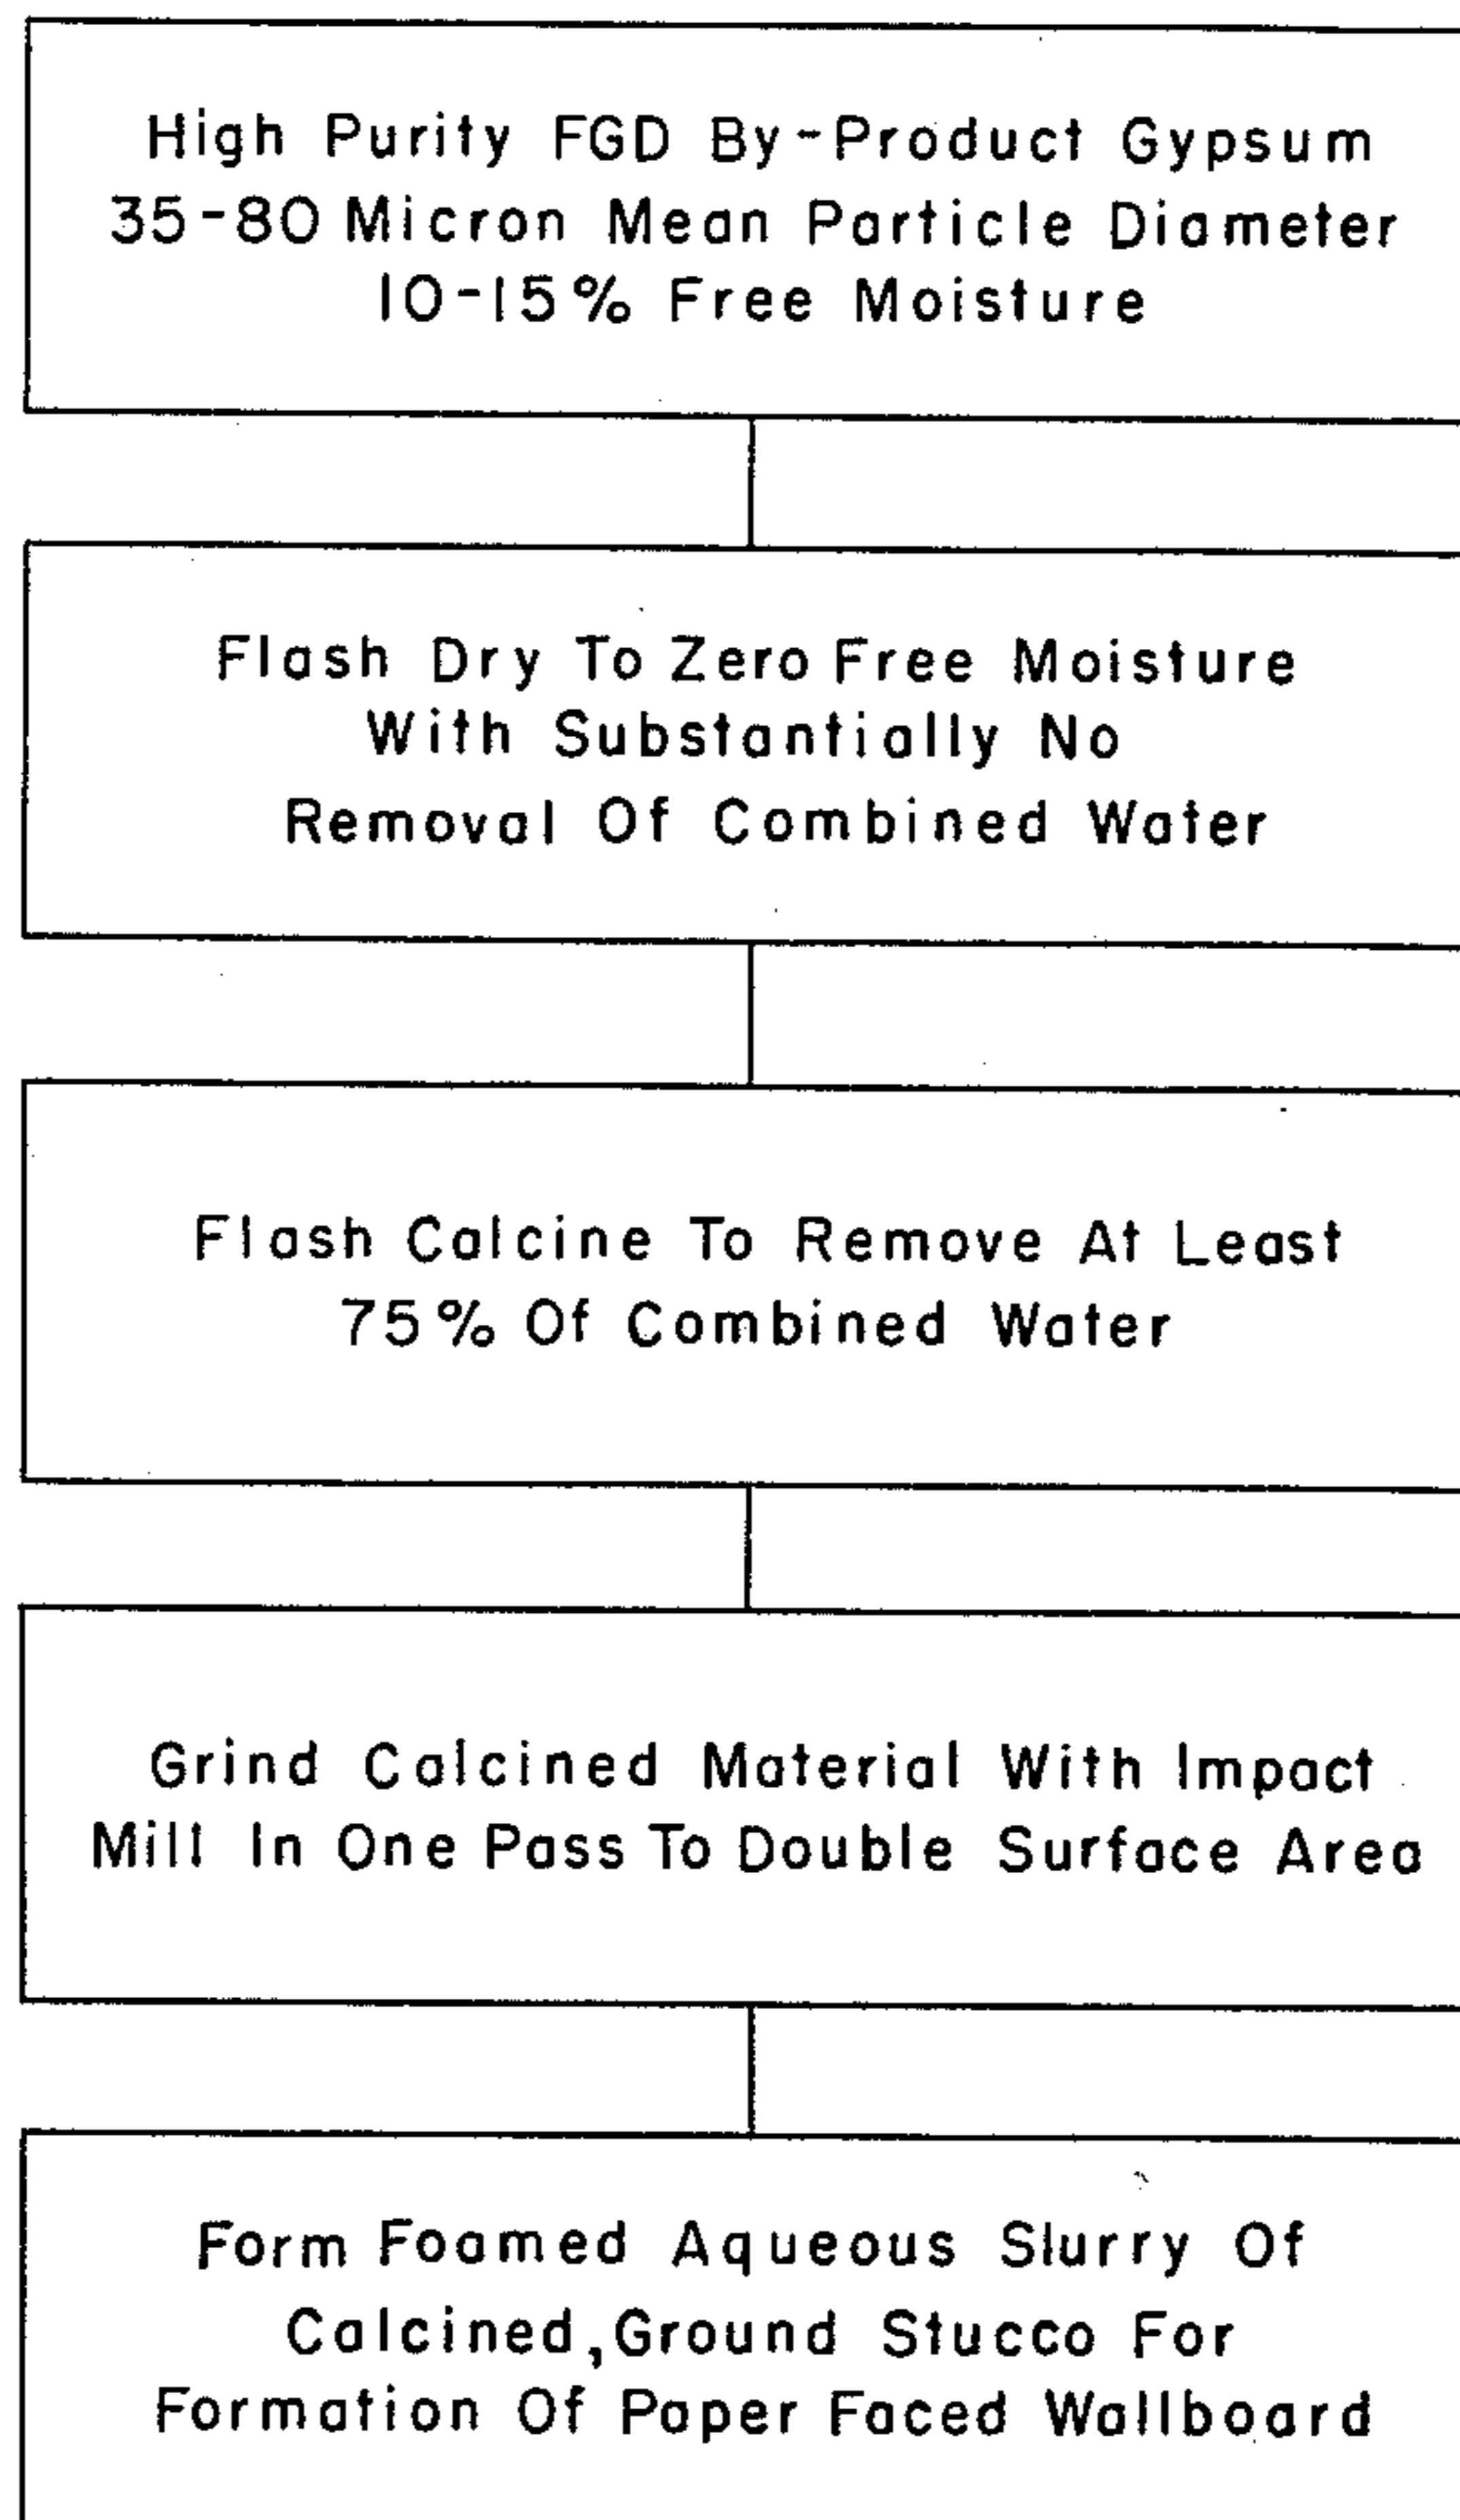 High Purity FGD By-Product Gypsum
35-80 Micron Mean Particle Diameter
10-15% Free Moisture
Flash Dry To Zero Free Moisture
With Substantially No
Removal Of Combined Water
Flash Calcine To Remove At Least
75% Of Combined Water
Grind Calcined Material With Impact
Mill In One Pass To Double Surface Area
Form Foamed Aqueous Slurry Of
Calcined, Ground Stucco For
Formation Of Paper Faced Wallboard